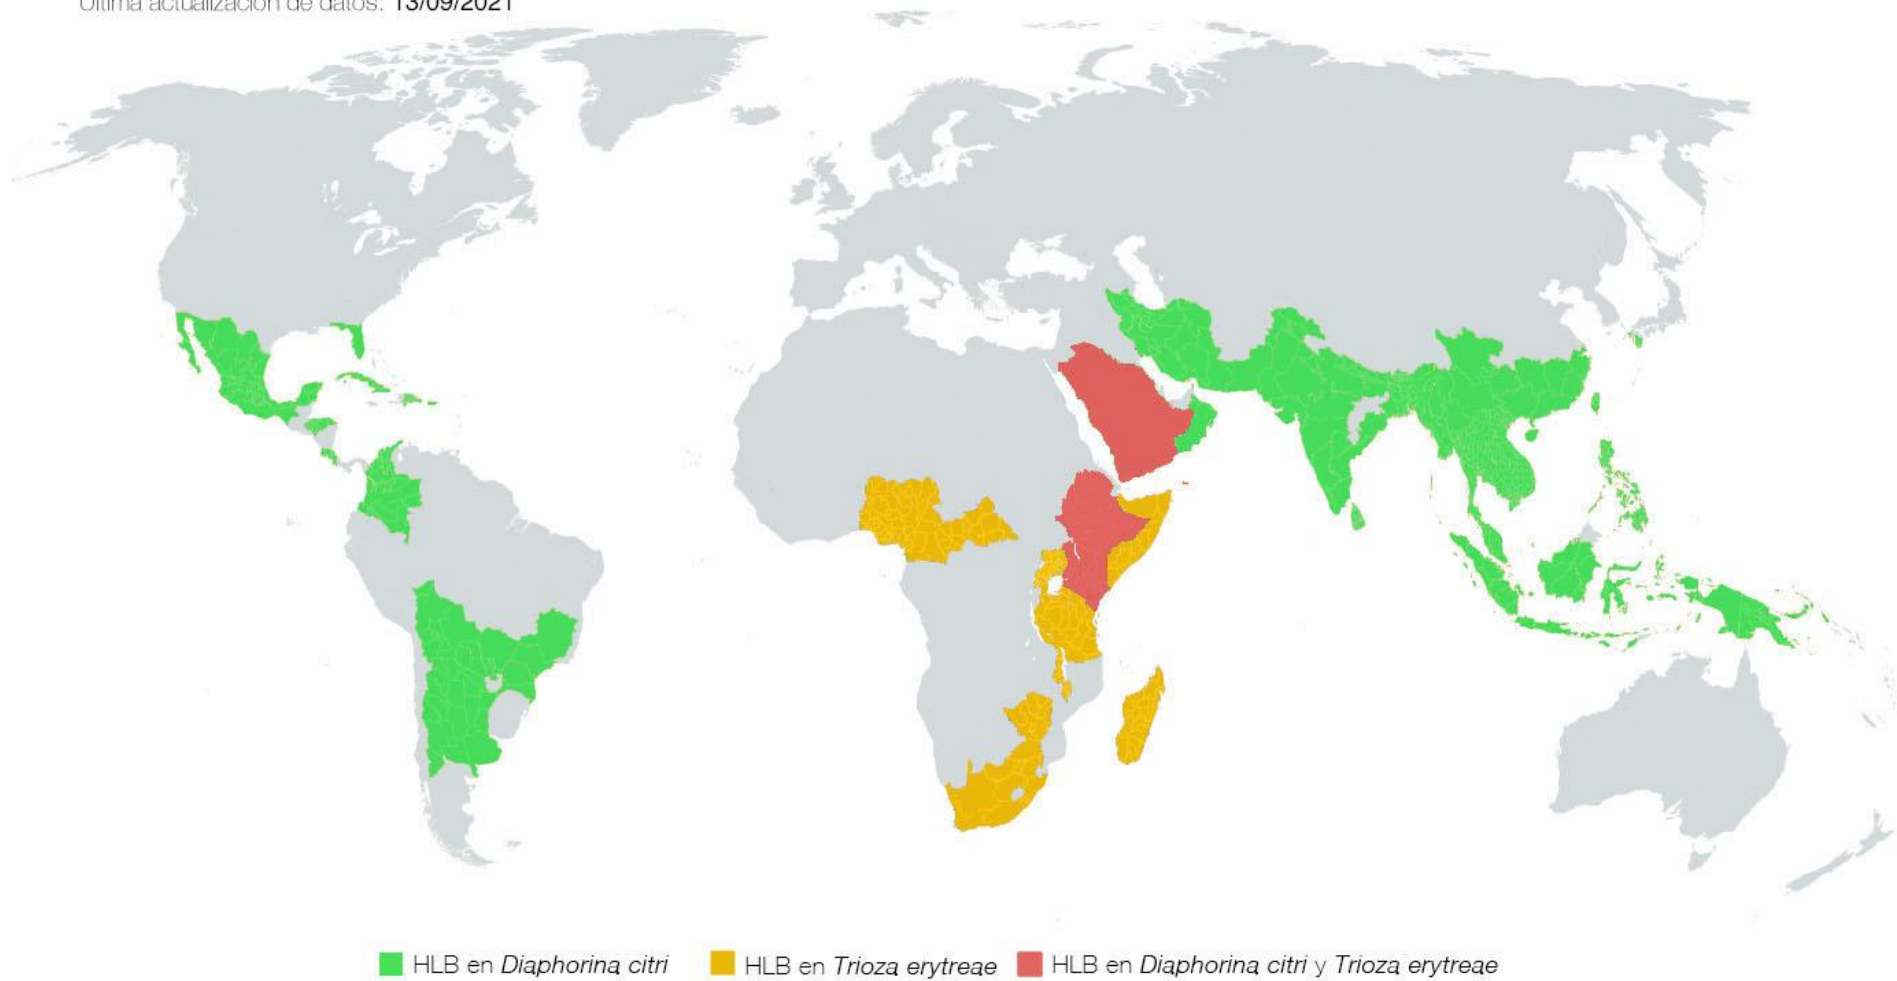 Última actualización de datos: 13/09/2021
HLB en Diaphorina citri
HLB en Trioza erytreae
HLB en Diaphorina citri y Trioza erytreae